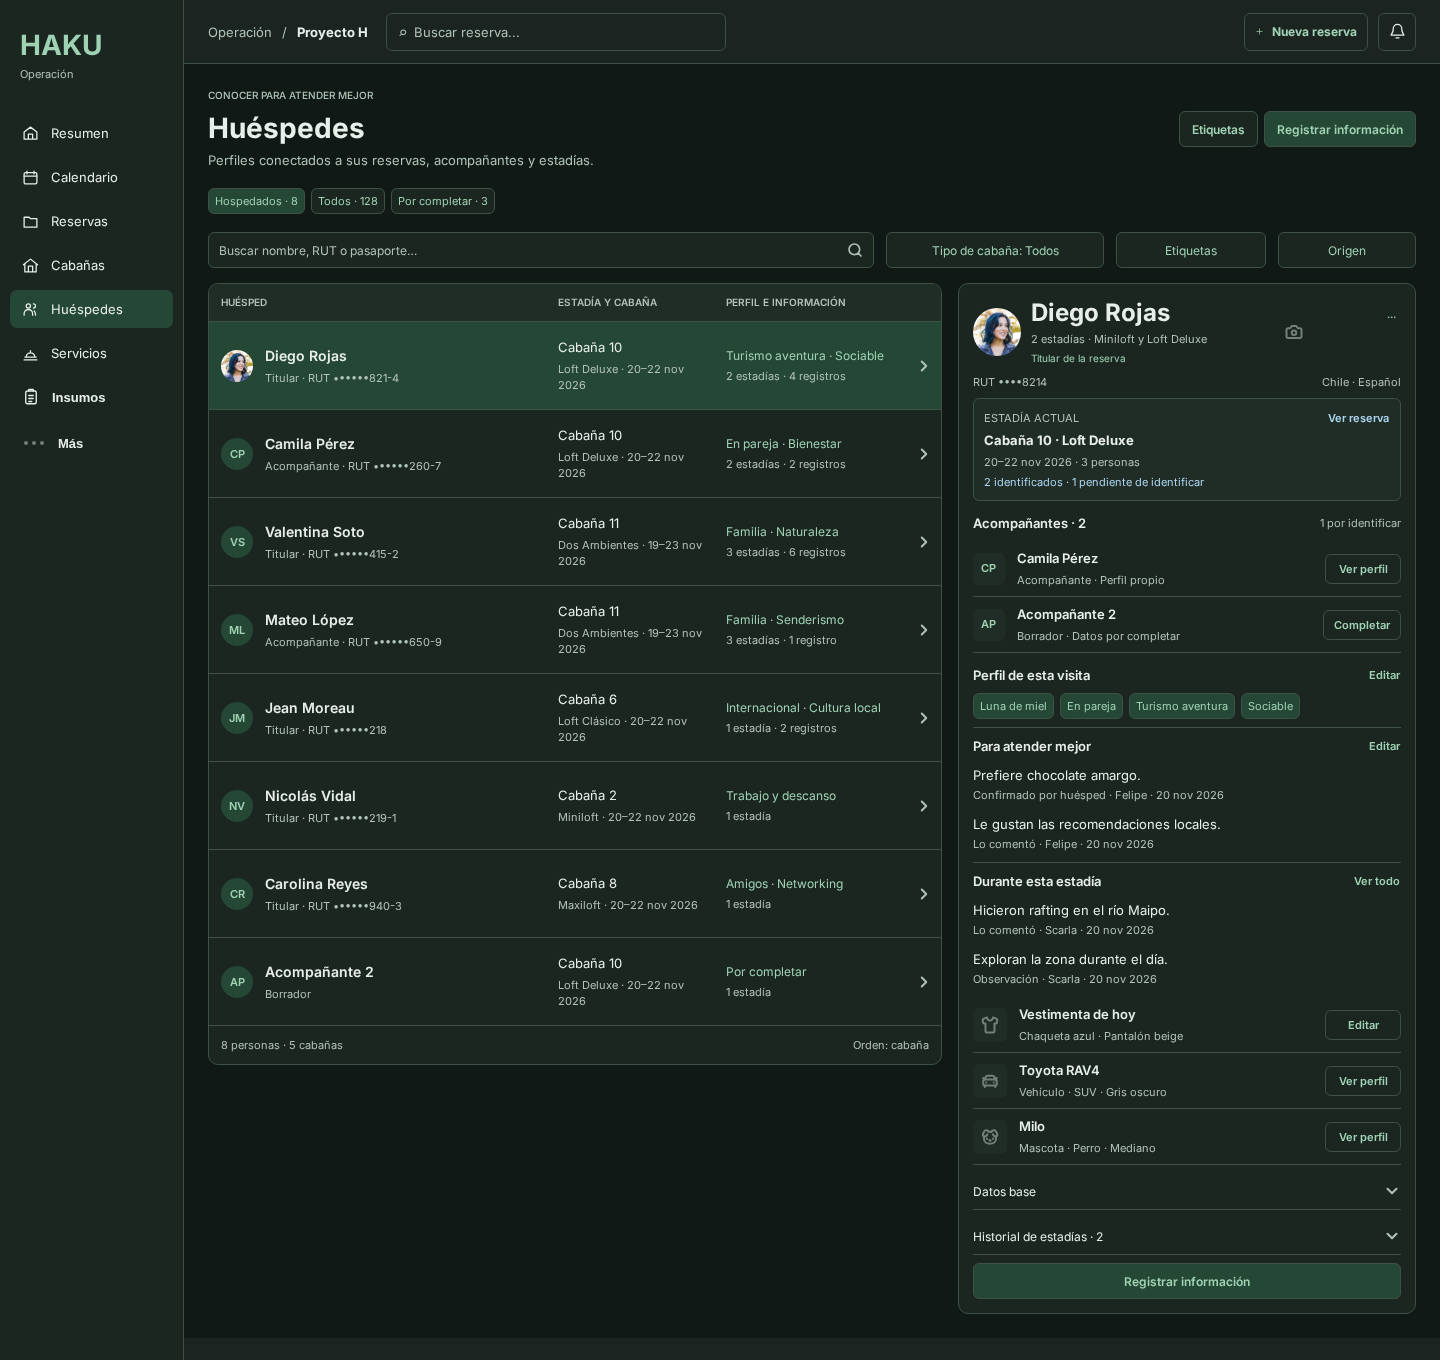 HAKU
Operación
Resumen
Calendario
Reservas
Cabañas
Huéspedes
Servicios
Insumos
Más
Operación / Proyecto H
Buscar reserva...
+ Nueva reserva
CONOCER PARA ATENDER MEJOR
Huéspedes
Perfiles conectados a sus reservas, acompañantes y estadías.
Etiquetas
Registrar información
Hospedados · 8
Todos · 128
Por completar · 3
Buscar nombre, RUT o pasaporte...
Tipo de cabaña: Todos
Etiquetas
Origen
HUÉSPED
ESTADÍA Y CABAÑA
PERFIL E INFORMACIÓN
Diego Rojas
Titular · RUT •••••821-4
Cabaña 10
Loft Deluxe · 20–22 nov
2026
Turismo aventura · Sociable
2 estadías · 4 registros
CP
Camila Pérez
Acompañante · RUT ••••••260-7
Cabaña 10
Loft Deluxe · 20–22 nov
2026
En pareja · Bienestar
2 estadías · 2 registros
VS
Valentina Soto
Titular · RUT •••••415-2
Cabaña 11
Dos Ambientes · 19–23 nov
2026
Familia · Naturaleza
3 estadías · 6 registros
ML
Mateo López
Acompañante · RUT ••••••650-9
Cabaña 11
Dos Ambientes · 19–23 nov
2026
Familia · Senderismo
3 estadías · 1 registro
JM
Jean Moreau
Titular · RUT •••••218
Cabaña 6
Loft Clásico · 20–22 nov
2026
Internacional · Cultura local
1 estadía · 2 registros
NV
Nicolás Vidal
Titular · RUT •••••219-1
Cabaña 2
Miniloft · 20–22 nov 2026
Trabajo y descanso
1 estadía
CR
Carolina Reyes
Titular · RUT •••••940-3
Cabaña 8
Maxiloft · 20–22 nov 2026
Amigos · Networking
1 estadía
AP
Acompañante 2
Borrador
Cabaña 10
Loft Deluxe · 20–22 nov
2026
Por completar
1 estadía
8 personas · 5 cabañas
Orden: cabaña
Diego Rojas
...
2 estadías · Miniloft y Loft Deluxe
Titular de la reserva
RUT ••••8214
Chile · Español
ESTADÍA ACTUAL
Ver reserva
Cabaña 10 · Loft Deluxe
20–22 nov 2026 · 3 personas
2 identificados · 1 pendiente de identificar
Acompañantes · 2
1 por identificar
CP
Camila Pérez
Acompañante · Perfil propio
Ver perfil
AP
Acompañante 2
Borrador · Datos por completar
Completar
Perfil de esta visita
Editar
Luna de miel
En pareja
Turismo aventura
Sociable
Para atender mejor
Editar
Prefiere chocolate amargo.
Confirmado por huésped · Felipe · 20 nov 2026
Le gustan las recomendaciones locales.
Lo comentó · Felipe · 20 nov 2026
Durante esta estadía
Ver todo
Hicieron rafting en el río Maipo.
Lo comentó · Scarla · 20 nov 2026
Exploran la zona durante el día.
Observación · Scarla · 20 nov 2026
Vestimenta de hoy
Chaqueta azul · Pantalón beige
Editar
Toyota RAV4
Vehículo · SUV · Gris oscuro
Ver perfil
Milo
Mascota · Perro · Mediano
Ver perfil
Datos base
Historial de estadías · 2
Registrar información